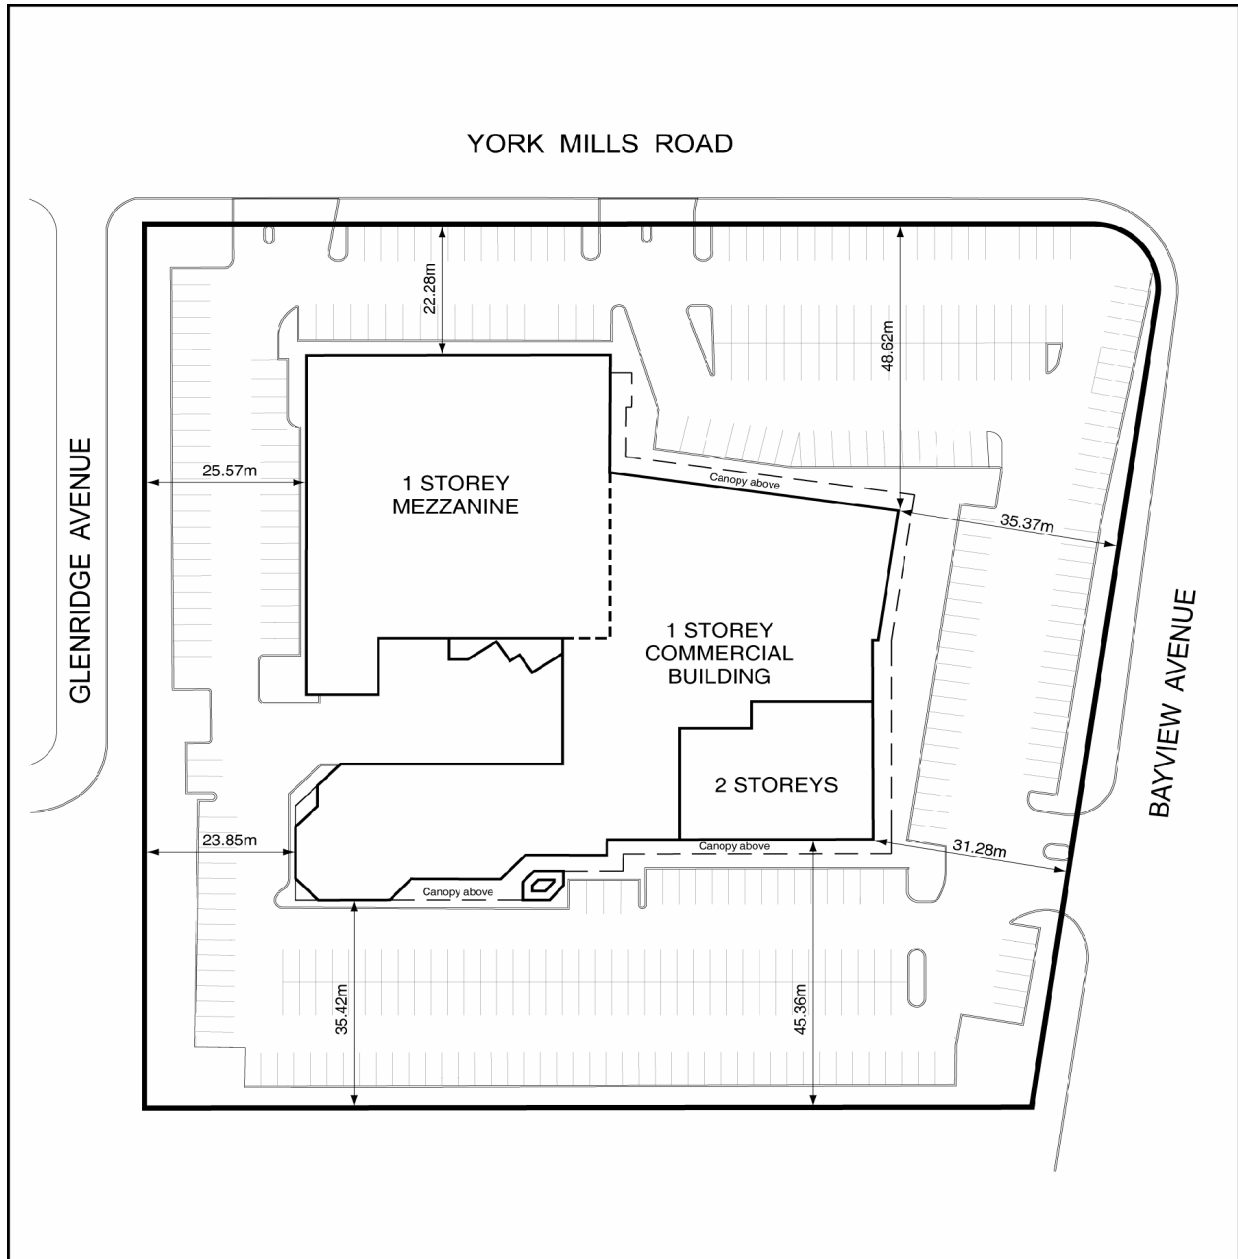 YORK MILLS ROAD
22.28m
48.62m
GLENRIDGE AVENUE
25.57m
1 STOREY
MEZZANINE
Canopy above
35.37m
1 STOREY
COMMERCIAL
BUILDING
BAYVIEW AVENUE
2 STOREYS
23.85m
Canopy above
31.28m
Canopy above
35.42m
45.36m